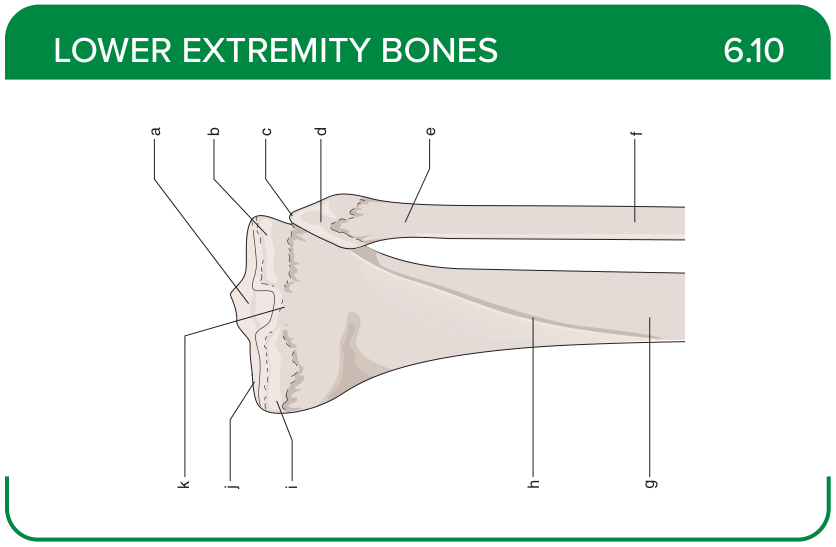 LOWER EXTREMITY BONES 6.10
a b c d e f
k j i h g